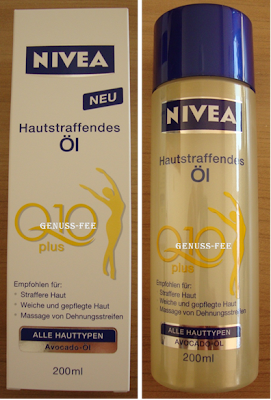 NIVEA
NEU
Hautstraffendes
Öl
Q10
GENUSS-FEE
plus
Empfohlen für:
Straffere Haut
Weiche und gepflegte Haut
Massage von Dehnungsstreifen
ALLE HAUTTYPEN
Avocado-Öl
200ml
NIVEA
Hautstraffendes
Öl
Q10
GENUSS-FEE
plus
Empfohlen für:
Straffere Haut
Weiche und gepflegte Haut
Massage von Dehnungsstreifen
ALLE HAUTTYPEN
AVOCADO-ÖL
200ml